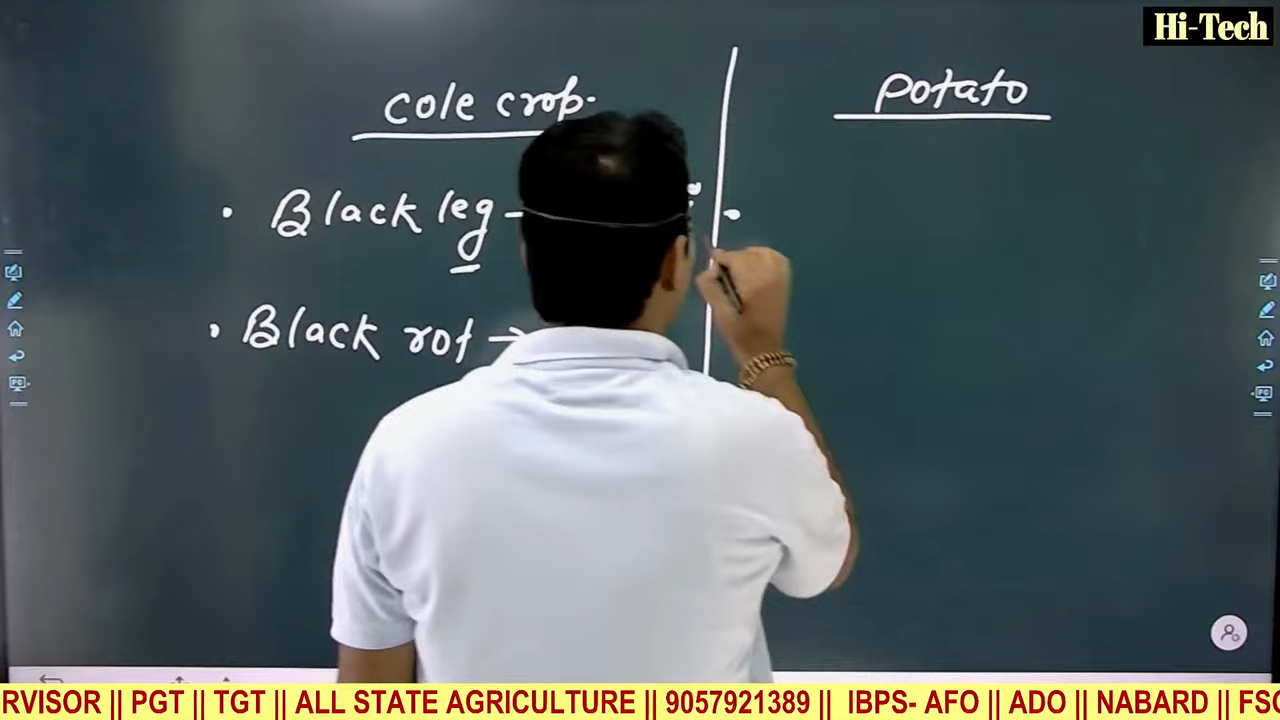 Hi-Tech
cole crop.
Potato
• Black leg -
• Black rot →
RVISOR || PGT || TGT || ALL STATE AGRICULTURE || 9057921389 || IBPS- AFO || ADO || NABARD || FSO